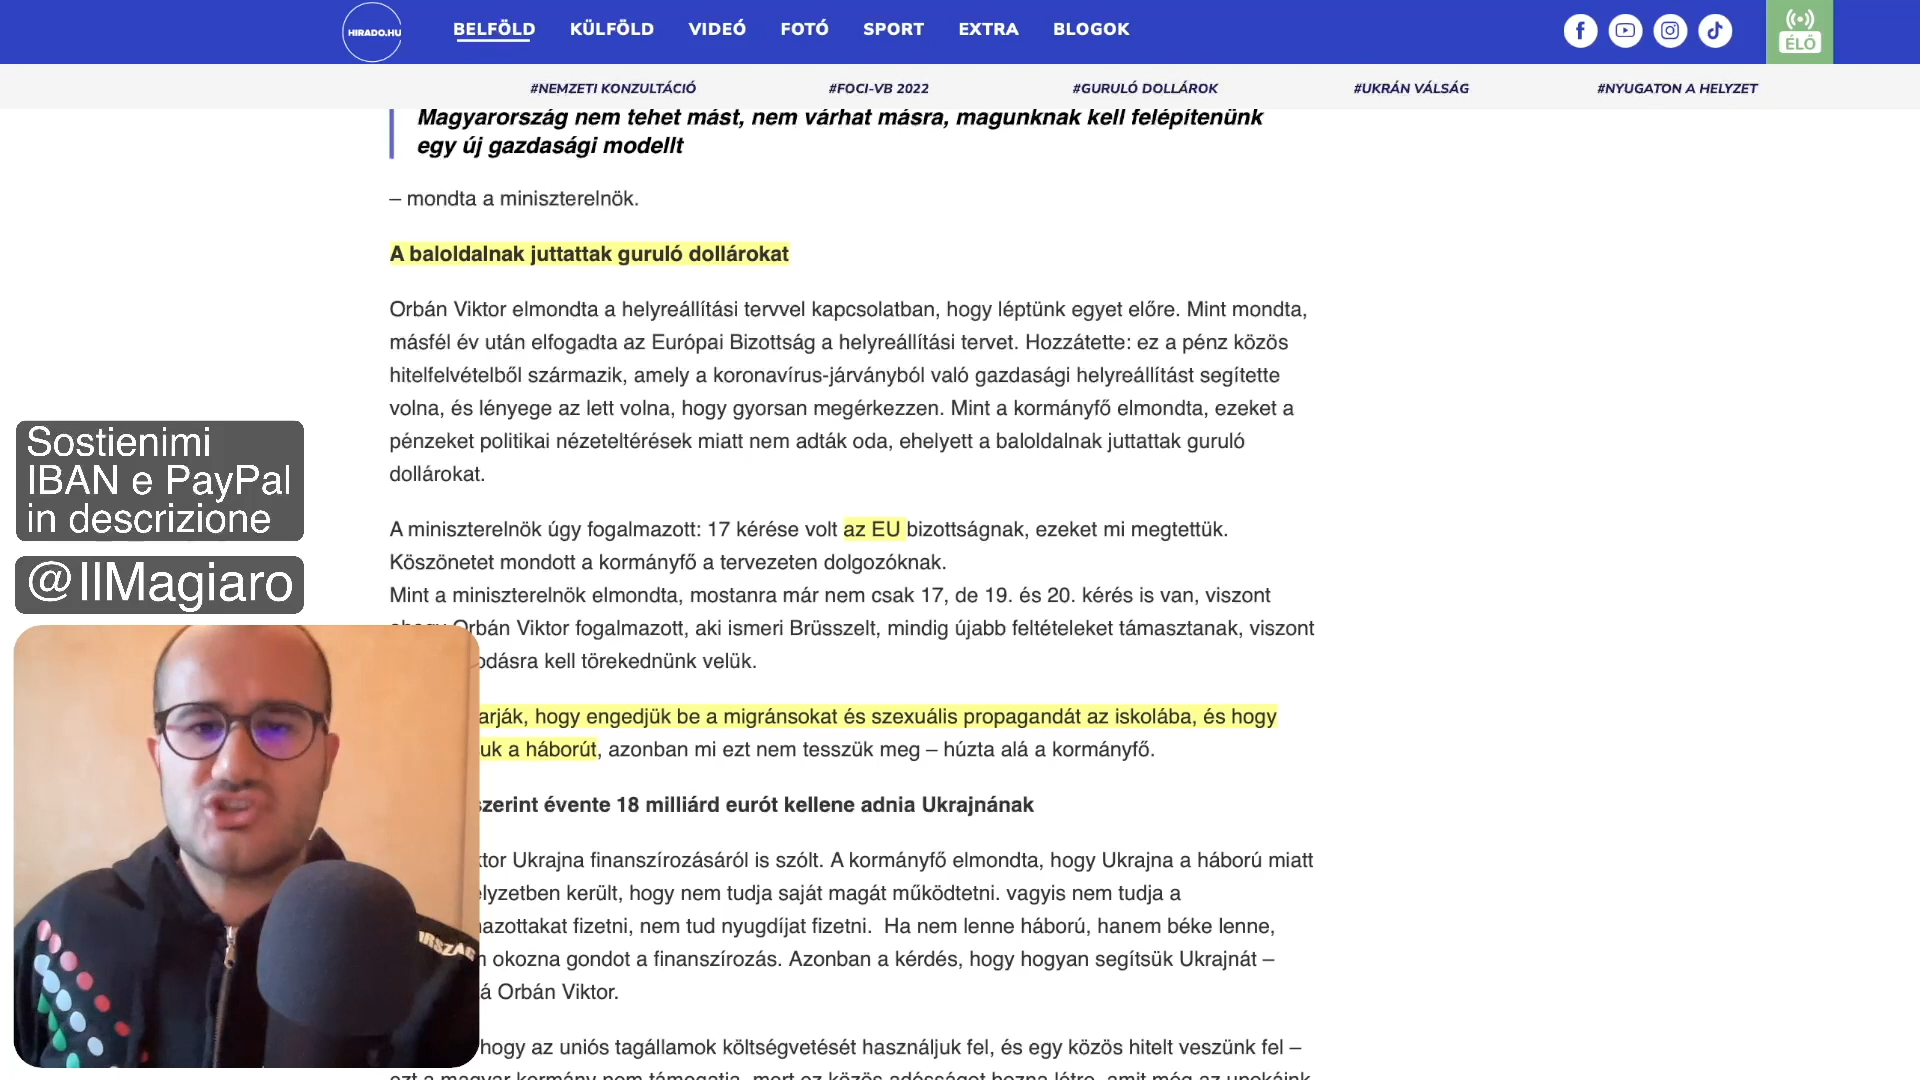 HIRADO.HU
BELFÖLD KÜLFÖLD VIDEÓ FOTÓ SPORT EXTRA BLOGOK
ÉLŐ
#NEMZETI KONZULTÁCIÓ #FOCI-VB 2022 #GURULÓ DOLLÁROK #UKRÁN VÁLSÁG #NYUGATON A HELYZET
Magyarország nem tehet mást, nem várhat másra, magunknak kell felépítenünk
egy új gazdasági modellt
– mondta a miniszterelnök.
A baloldalnak juttattak guruló dollárokat
Orbán Viktor elmondta a helyreállítási tervvel kapcsolatban, hogy léptünk egyet előre. Mint mondta,
másfél év után elfogadta az Európai Bizottság a helyreállítási tervet. Hozzátette: ez a pénz közös
hitelfelvételből származik, amely a koronavírus-járványból való gazdasági helyreállítást segítette
volna, és lényege az lett volna, hogy gyorsan megérkezzen. Mint a kormányfő elmondta, ezeket a
pénzeket politikai nézeteltérések miatt nem adták oda, ehelyett a baloldalnak juttattak guruló
dollárokat.
A miniszterelnök úgy fogalmazott: 17 kérése volt az EU bizottságnak, ezeket mi megtettük.
Köszönetet mondott a kormányfő a tervezeten dolgozóknak.
Mint a miniszterelnök elmondta, mostanra már nem csak 17, de 19. és 20. kérés is van, viszont
Orbán Viktor fogalmazott, aki ismeri Brüsszelt, mindig újabb feltételeket támasztanak, viszont
odásra kell törekednünk velük.
arják, hogy engedjük be a migránsokat és szexuális propagandát az iskolába, és hogy
uk a háborút, azonban mi ezt nem tesszük meg – húzta alá a kormányfő.
szerint évente 18 milliárd eurót kellene adnia Ukrajnának
ktor Ukrajna finanszírozásáról is szólt. A kormányfő elmondta, hogy Ukrajna a háború miatt
elyzetben került, hogy nem tudja saját magát működtetni. vagyis nem tudja a
mazottakat fizetni, nem tud nyugdíjat fizetni. Ha nem lenne háború, hanem béke lenne,
okozna gondot a finanszírozás. Azonban a kérdés, hogy hogyan segítsük Ukrajnát –
á Orbán Viktor.
hogy az uniós tagállamok költségvetését használjuk fel, és egy közös hitelt veszünk fel –
Sostienimi
IBAN e PayPal
in descrizione
@IlMagiaro